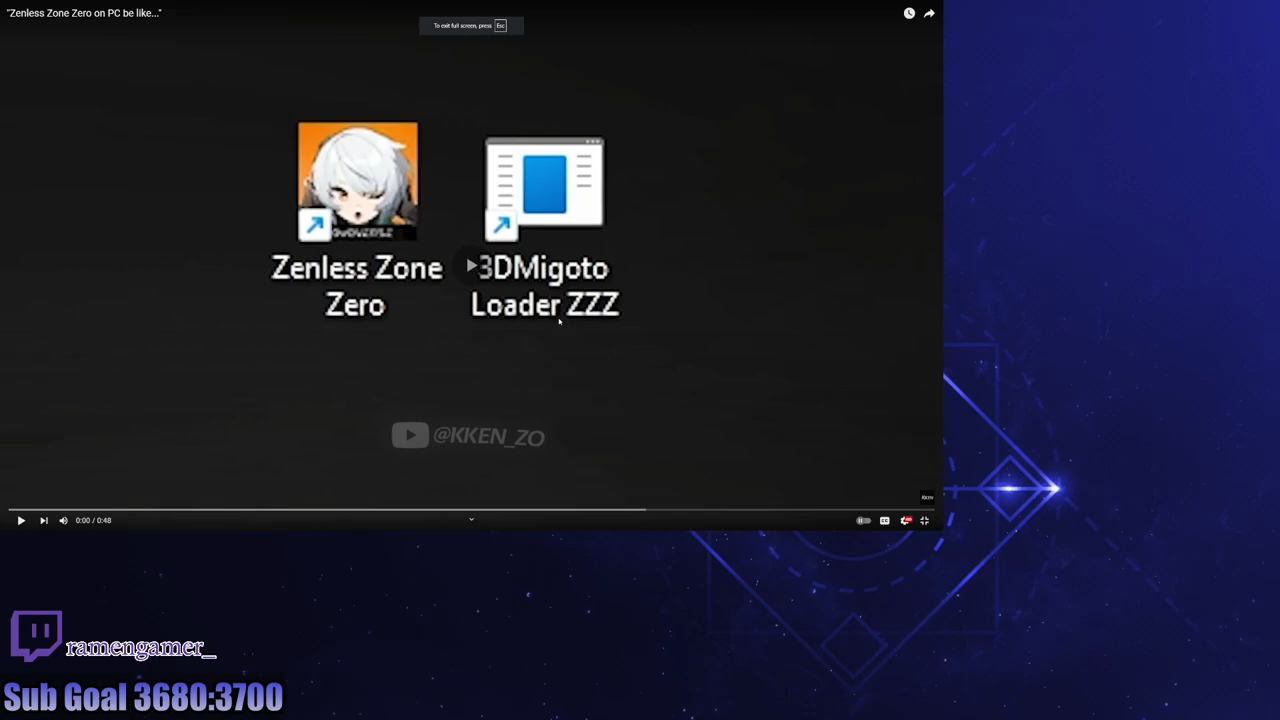 "Zenless Zone Zero on PC be like..."
To exit full screen, press Esc
Zenless Zone
Zero
3DMigoto
Loader ZZZ
@KKEN_ZO
0:00 / 0:48
CC
ramengamer_
Sub Goal 3680:3700